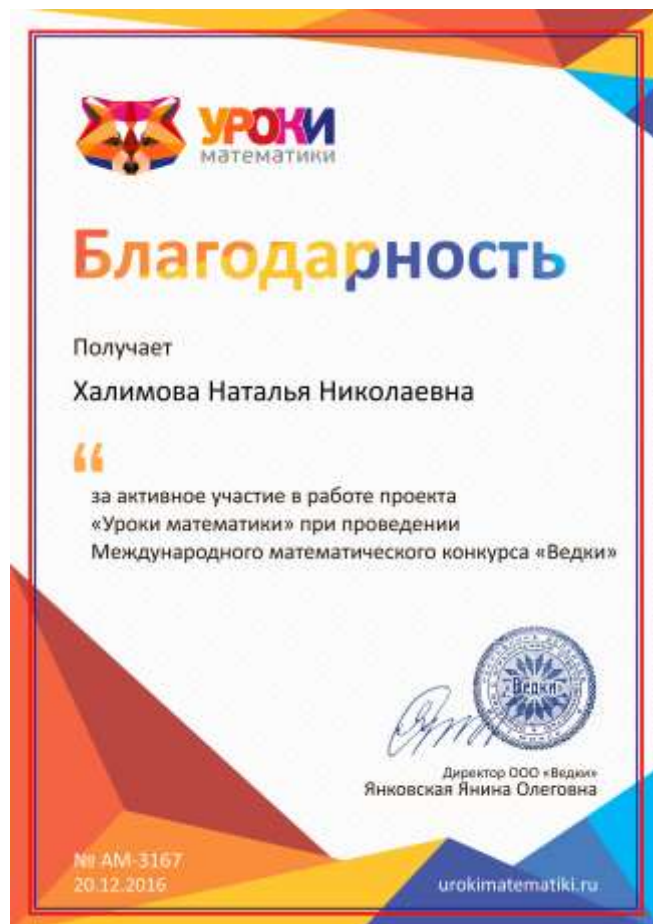 УРОКИ
математики
Благодарность
Получает
Халимова Наталья Николаевна
“
за активное участие в работе проекта
«Уроки математики» при проведении
Международного математического конкурса «Ведки»
Ведки
Директор ООО «Ведки»
Янковская Янина Олеговна
№ АМ-3167
20.12.2016
urokimatematiki.ru